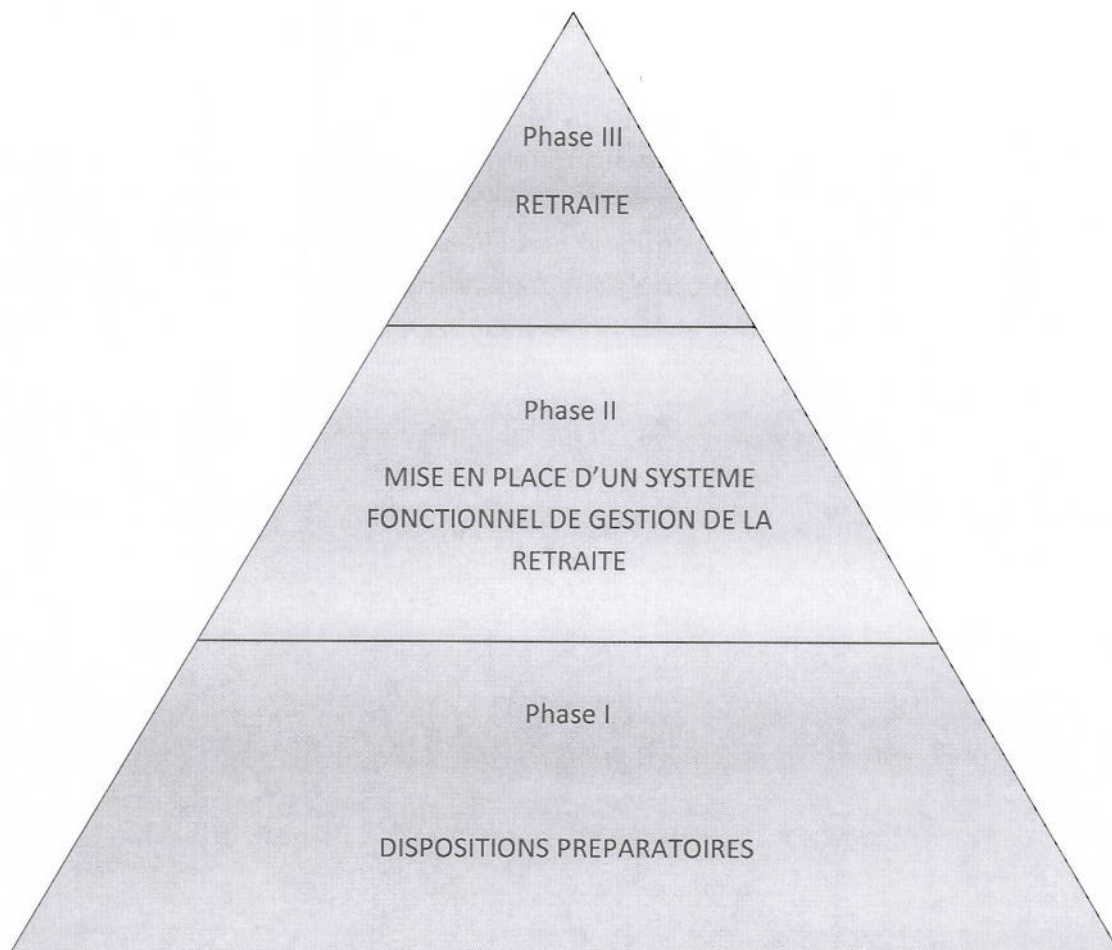 Phase III
RETRAITE
Phase II
MISE EN PLACE D'UN SYSTEME
FONCTIONNEL DE GESTION DE LA
RETRAITE
Phase I
DISPOSITIONS PREPARATOIRES